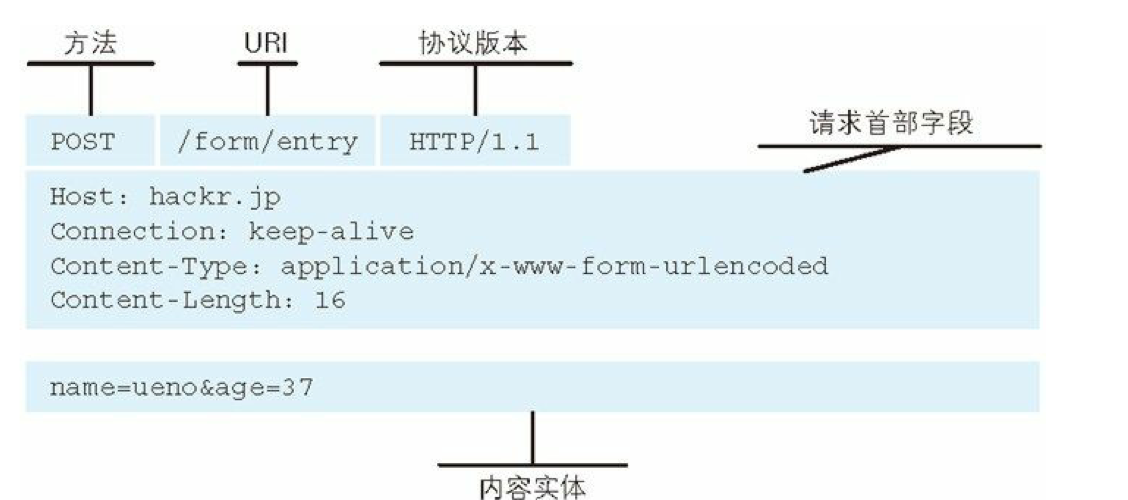 方法 URI 协议版本
请求首部字段
POST /form/entry HTTP/1.1
Host: hackr.jp
Connection: keep-alive
Content-Type: application/x-www-form-urlencoded
Content-Length: 16
name=ueno&age=37
内容实体